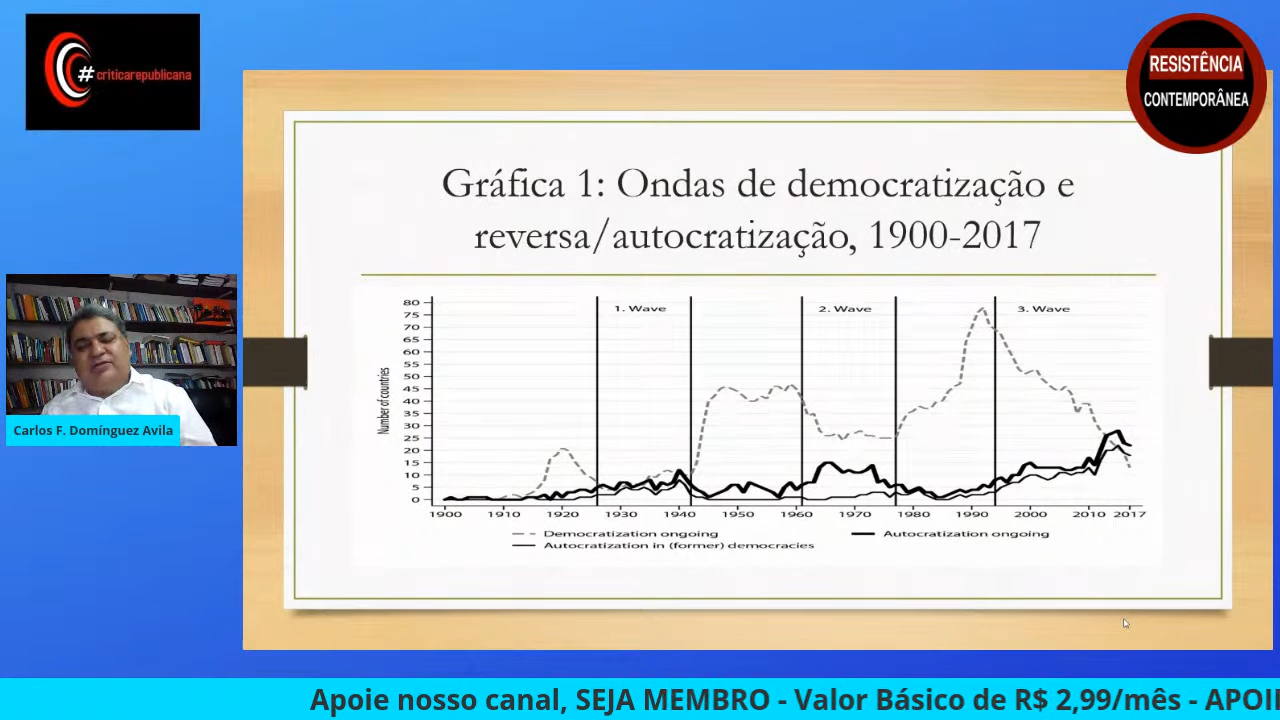 #criticarepublicana
RESISTÊNCIA
CONTEMPORÂNEA
Gráfica 1: Ondas de democratização e
reversa/autocratização, 1900-2017
Number of countries
80
75
70
65
60
55
50
45
40
35
30
25
20
15
10
5
0
1. Wave
2. Wave
3. Wave
1900 1910 1920 1930 1940 1950 1960 1970 1980 1990 2000 2010 2017
Democratization ongoing
Autocratization ongoing
Autocratization in (former) democracies
Carlos F. Domínguez Avila
Apoie nosso canal, SEJA MEMBRO - Valor Básico de R$ 2,99/mês - APOI